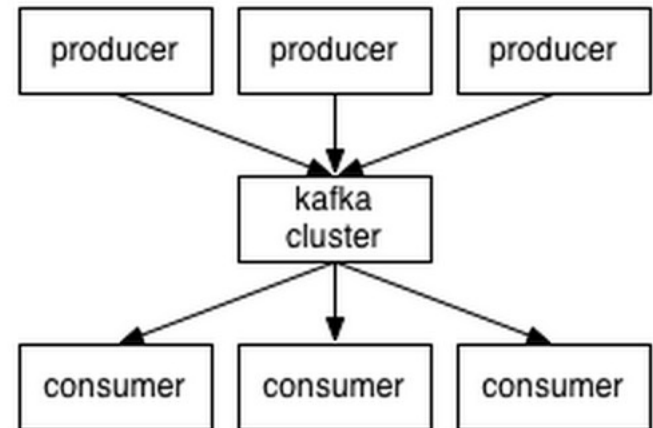 producer producer producer
kafka
cluster
consumer consumer consumer